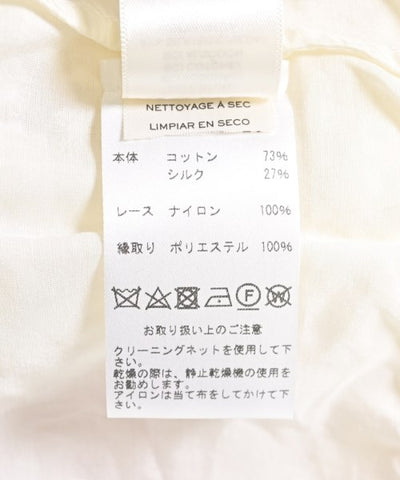 NETTOYAGE À SEC
LIMPIAR EN SECO
本体 コットン 73%
シルク 27%
レース ナイロン 100%
縁取り ポリエステル 100%
お取り扱い上のご注意
クリーニングネットを使用して下
さい。
乾燥の際は、静止乾燥機の使用を
お勧めします。
アイロンは当て布をしてかけて下
さい。